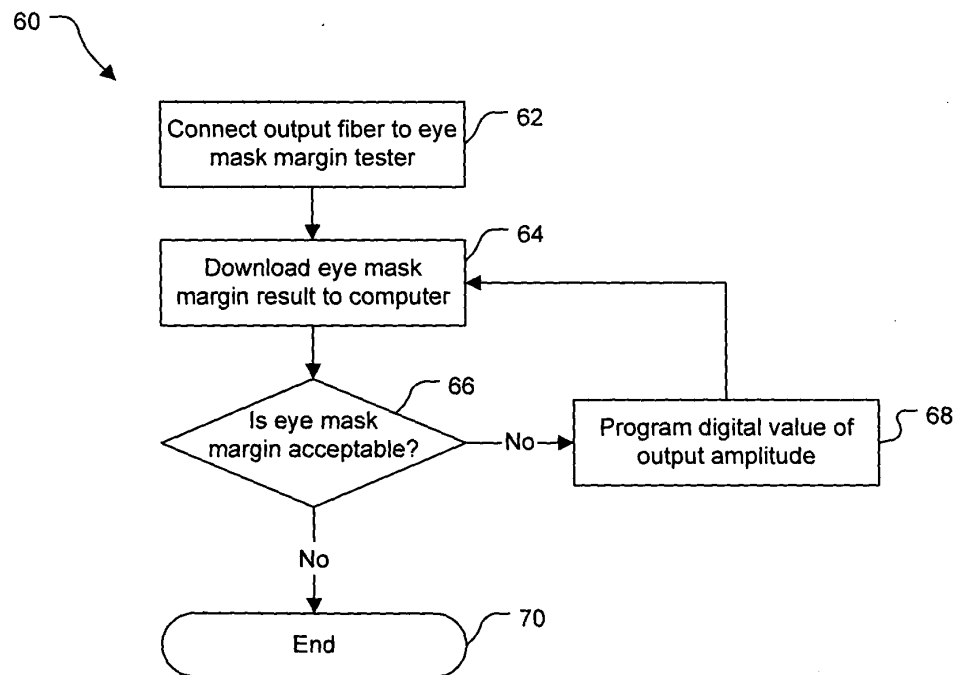 60
Connect output fiber to eye
mask margin tester
62
Download eye mask
margin result to computer
64
Is eye mask
margin acceptable?
66
No
Program digital value of
output amplitude
68
No
End
70